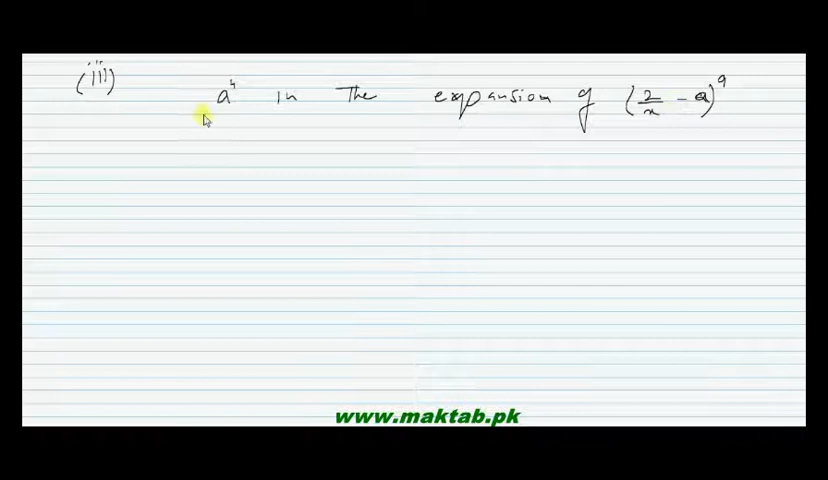 (iii) a⁴ in the expansion of (2/x - a)⁹
www.maktab.pk